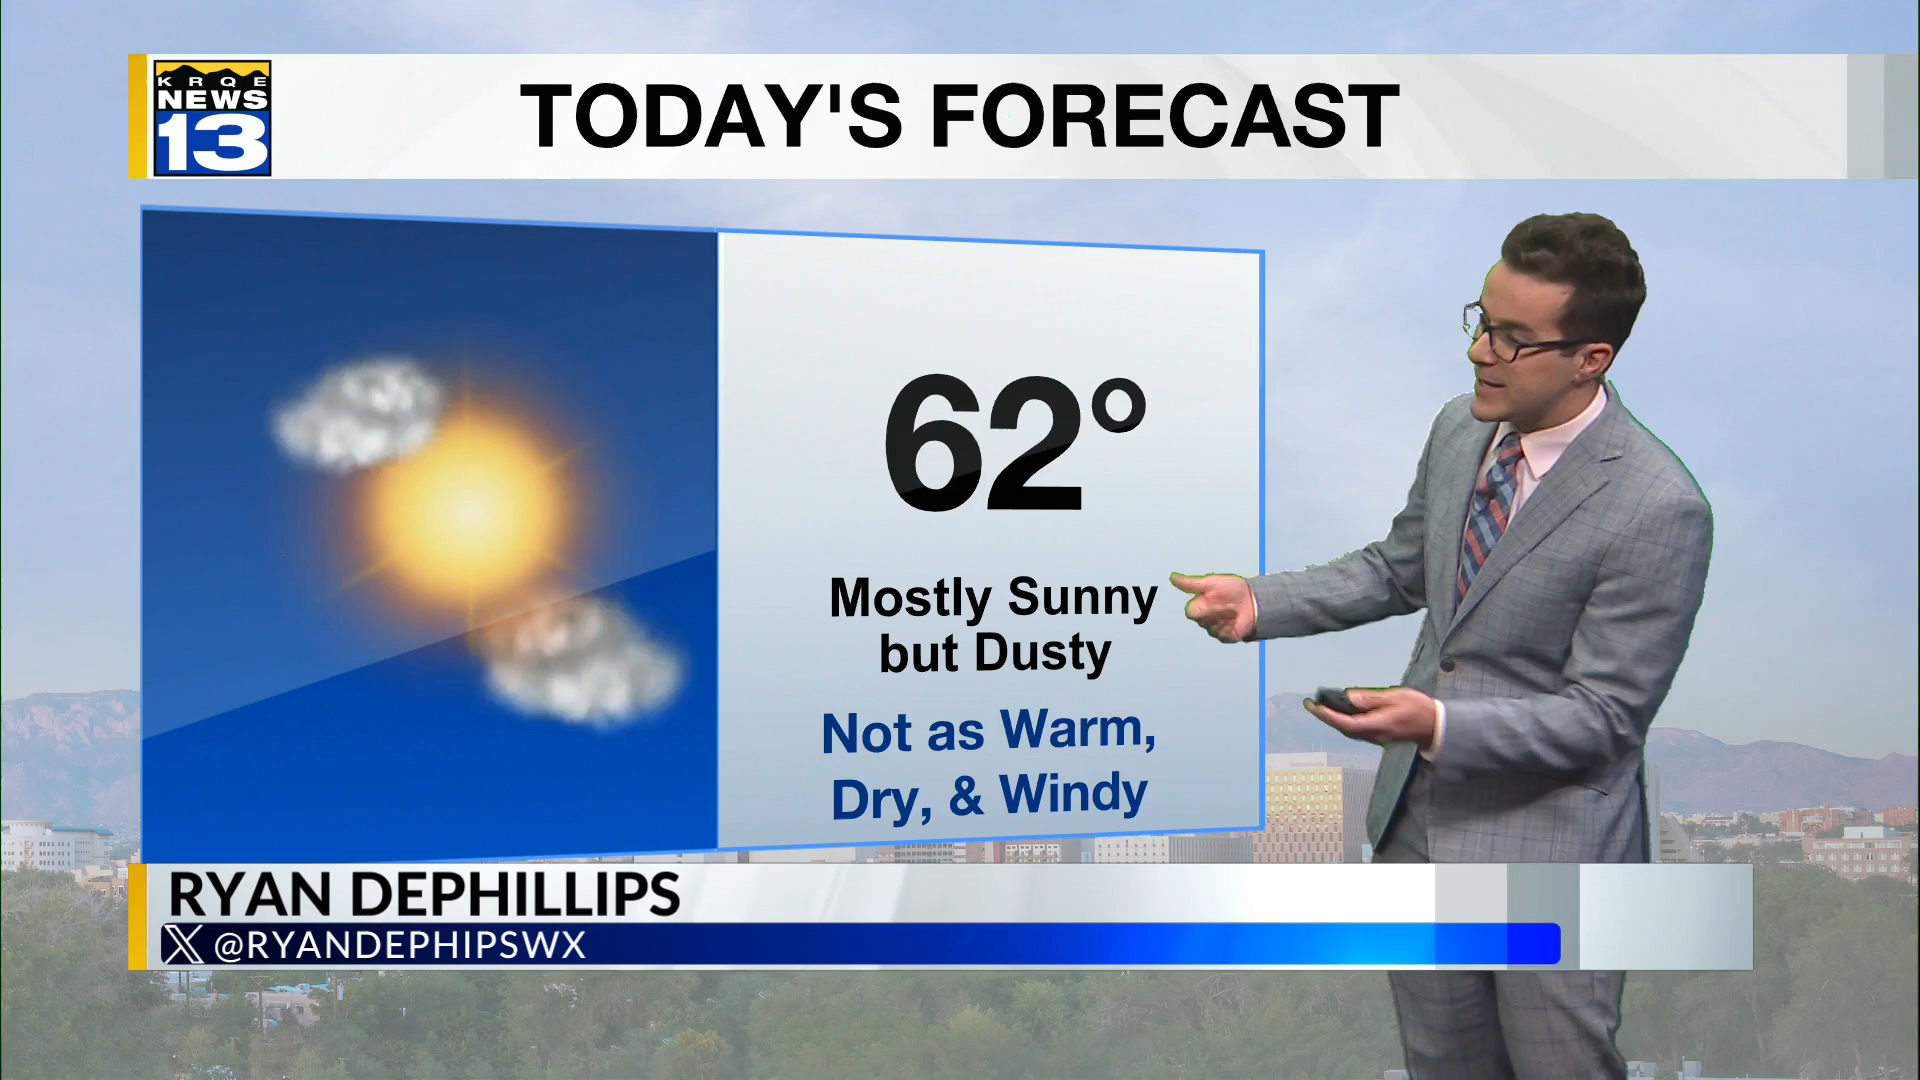 KRQE
NEWS
13
TODAY'S FORECAST
62°
Mostly Sunny
but Dusty
Not as Warm,
Dry, & Windy
RYAN DEPHILLIPS
X @RYANDEPHIPSWX